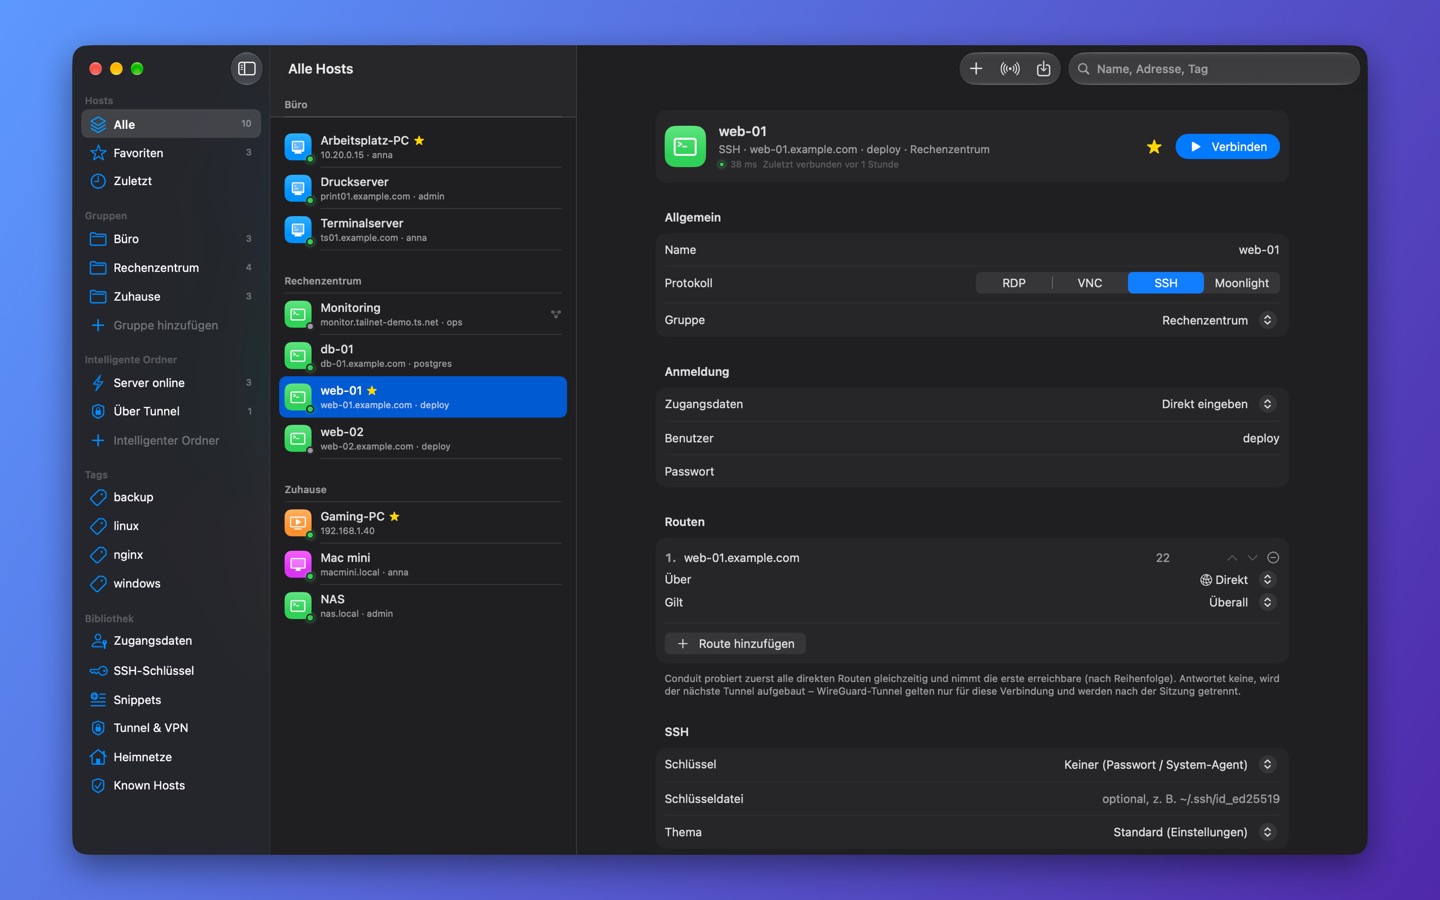 Hosts
Alle 10
Favoriten 3
Zuletzt
Gruppen
Büro 3
Rechenzentrum 4
Zuhause 3
Gruppe hinzufügen
Intelligente Ordner
Server online 3
Über Tunnel 1
Intelligenter Ordner
Tags
backup
linux
nginx
windows
Bibliothek
Zugangsdaten
SSH-Schlüssel
Snippets
Tunnel & VPN
Heimnetze
Known Hosts
Alle Hosts
Büro
Arbeitsplatz-PC
10.20.0.15 · anna
Druckserver
print01.example.com · admin
Terminalserver
ts01.example.com · anna
Rechenzentrum
Monitoring
monitor.tailnet-demo.ts.net · ops
db-01
db-01.example.com · postgres
web-01
web-01.example.com · deploy
web-02
web-02.example.com · deploy
Zuhause
Gaming-PC
192.168.1.40
Mac mini
macmini.local · anna
NAS
nas.local · admin
Name, Adresse, Tag
web-01
SSH · web-01.example.com · deploy · Rechenzentrum
38 ms Zuletzt verbunden vor 1 Stunde
Verbinden
Allgemein
Name web-01
Protokoll RDP VNC SSH Moonlight
Gruppe Rechenzentrum
Anmeldung
Zugangsdaten Direkt eingeben
Benutzer deploy
Passwort
Routen
1. web-01.example.com 22
Über Direkt
Gilt Überall
Route hinzufügen
Conduit probiert zuerst alle direkten Routen gleichzeitig und nimmt die erste erreichbare (nach Reihenfolge). Antwortet keine, wird
der nächste Tunnel aufgebaut – WireGuard-Tunnel gelten nur für diese Verbindung und werden nach der Sitzung getrennt.
SSH
Schlüssel Keiner (Passwort / System-Agent)
Schlüsseldatei optional, z. B. ~/.ssh/id_ed25519
Thema Standard (Einstellungen)